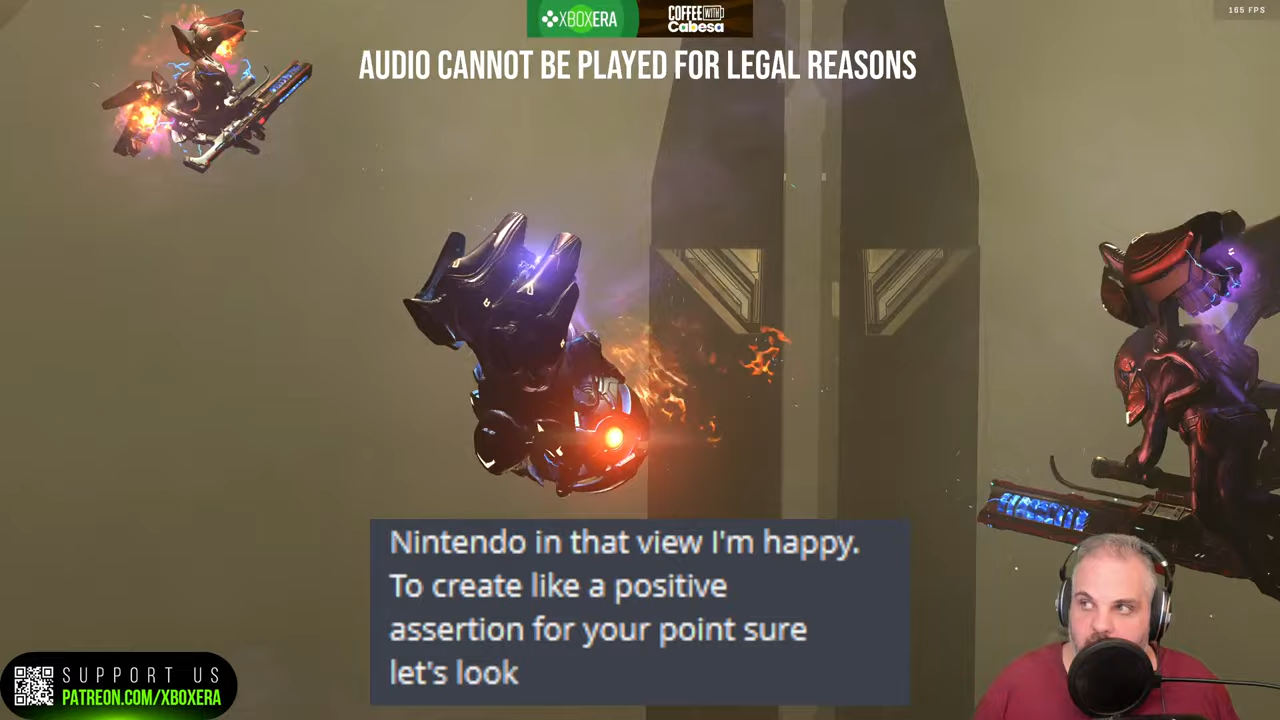 165 FPS
XBOXERA
COFFEE WITH
Cabesa
AUDIO CANNOT BE PLAYED FOR LEGAL REASONS
Nintendo in that view I'm happy.
To create like a positive
assertion for your point sure
let's look
SUPPORT US
PATREON.COM/XBOXERA